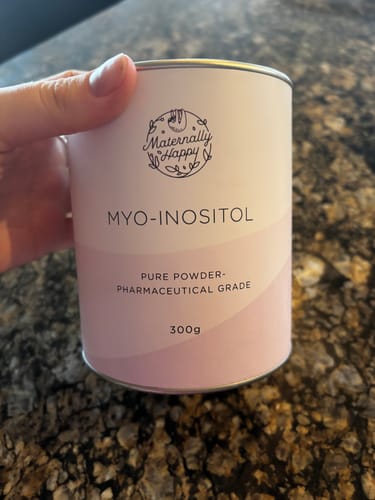 Maternally
Happy
MYO-INOSITOL
PURE POWDER-
PHARMACEUTICAL GRADE
300g